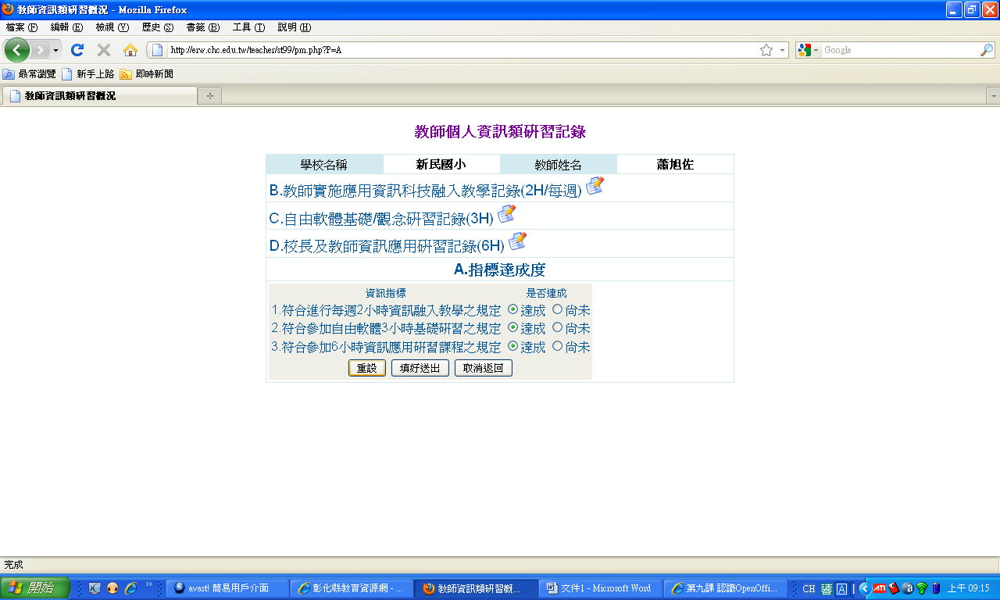 教師資訊類研習概況 - Mozilla Firefox
檔案(F) 編輯(E) 檢視(V) 歷史(S) 書籤(B) 工具(T) 說明(H)
http://erw.chc.edu.tw/teacher/st99/pm.php?P=A
Google
最常瀏覽 新手上路 即時新聞
教師資訊類研習概況
教師個人資訊類研習記錄
學校名稱 新民國小 教師姓名 蕭旭佐
B.教師實施應用資訊科技融入教學記錄(2H/每週)
C.自由軟體基礎/觀念研習記錄(3H)
D.校長及教師資訊應用研習記錄(6H)
A.指標達成度
資訊指標 是否達成
1.符合進行每週2小時資訊融入教學之規定 達成 尚未
2.符合參加自由軟體3小時基礎研習之規定 達成 尚未
3.符合參加6小時資訊應用研習課程之規定 達成 尚未
重設 填好送出 取消返回
完成
開始 avast! 簡易用戶介面 彰化縣教育資源網 - ... 教師資訊類研習概... 文件1 - Microsoft Word 第九課 認識OpenOffi... CH A ATI 上午 09:15